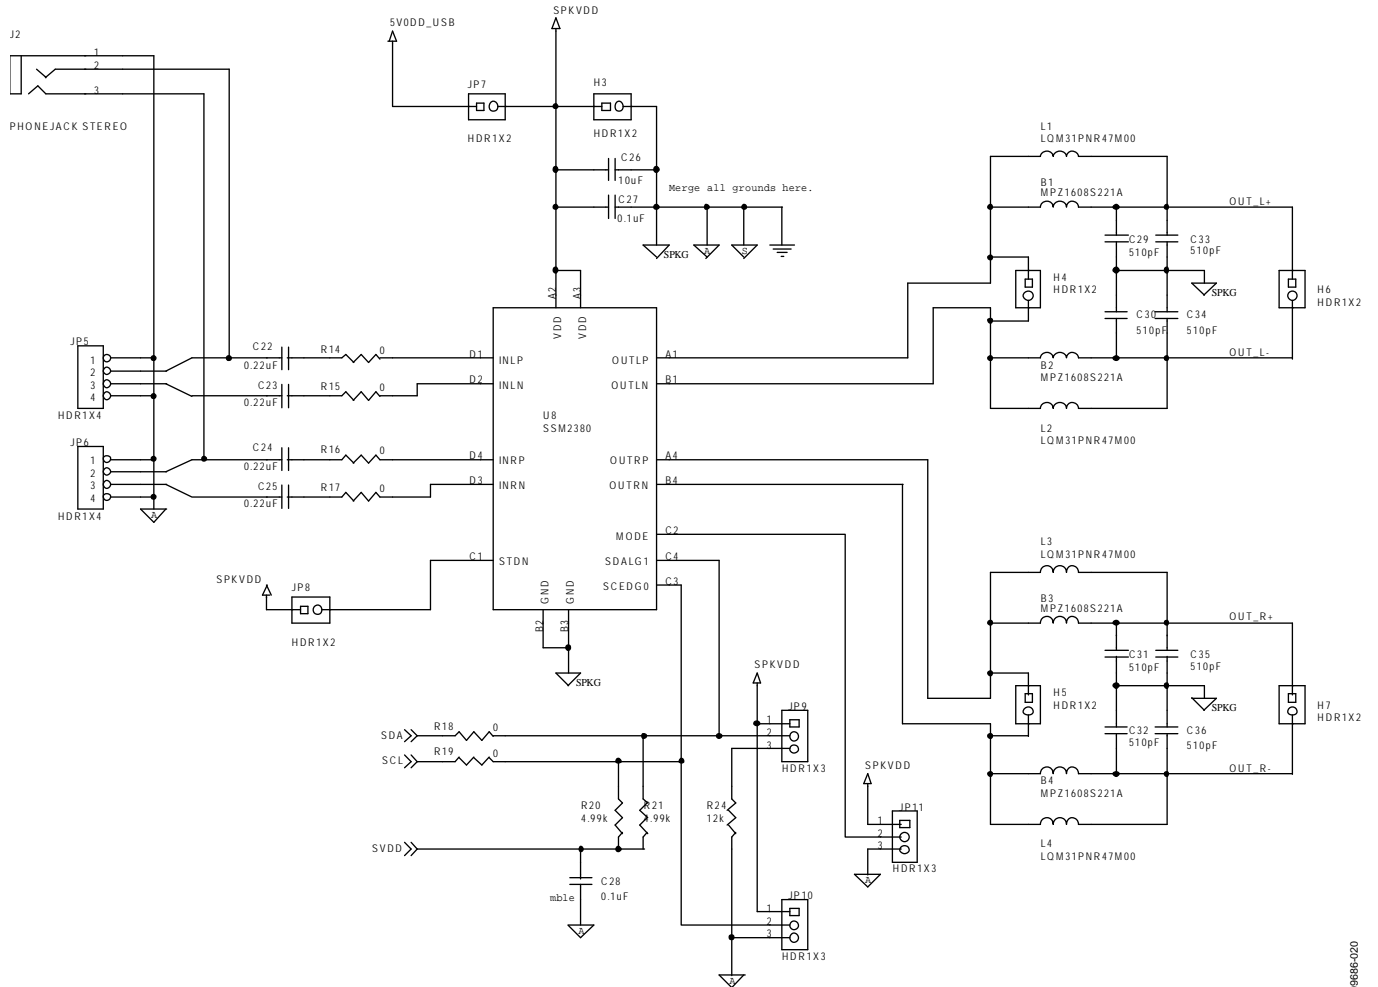 J2
1
2
3
PHONEJACK STEREO
5V0DD_USB
SPKVDD
JP7
HDR1X2
H3
HDR1X2
C26
10uF
C27
0.1uF
Merge all grounds here.
SPKG
A
S
A2
A3
VDD
VDD
JP5
1
2
3
4
HDR1X4
C22
0.22uF
R14
0
D1
INLP
C23
0.22uF
R15
0
D2
INLN
JP6
1
2
3
4
HDR1X4
A
C24
0.22uF
R16
0
D4
INRP
C25
0.22uF
R17
0
D3
INRN
SPKVDD
JP8
HDR1X2
C1
STDN
U8
SSM2380
OUTLP
A1
OUTLN
B1
OUTRP
A4
OUTRN
B4
MODE
C2
SDALG1
C4
SCEDG0
C3
GND
GND
B2
B3
SPKG
L1
LQM31PNR47M00
B1
MPZ1608S221A
OUT_L+
C29
510pF
C33
510pF
H4
HDR1X2
SPKG
H6
HDR1X2
C30
510pF
C34
510pF
OUT_L-
B2
MPZ1608S221A
L2
LQM31PNR47M00
L3
LQM31PNR47M00
B3
MPZ1608S221A
OUT_R+
C31
510pF
C35
510pF
H5
HDR1X2
SPKG
H7
HDR1X2
C32
510pF
C36
510pF
OUT_R-
B4
MPZ1608S221A
L4
LQM31PNR47M00
SDA
R18
0
SCL
R19
0
R20
4.99k
R21
4.99k
SVDD
C28
0.1uF
mble
A
SPKVDD
JP9
1
2
3
HDR1X3
R24
12k
JP10
1
2
3
HDR1X3
A
SPKVDD
JP11
1
2
3
HDR1X3
A
9686-020